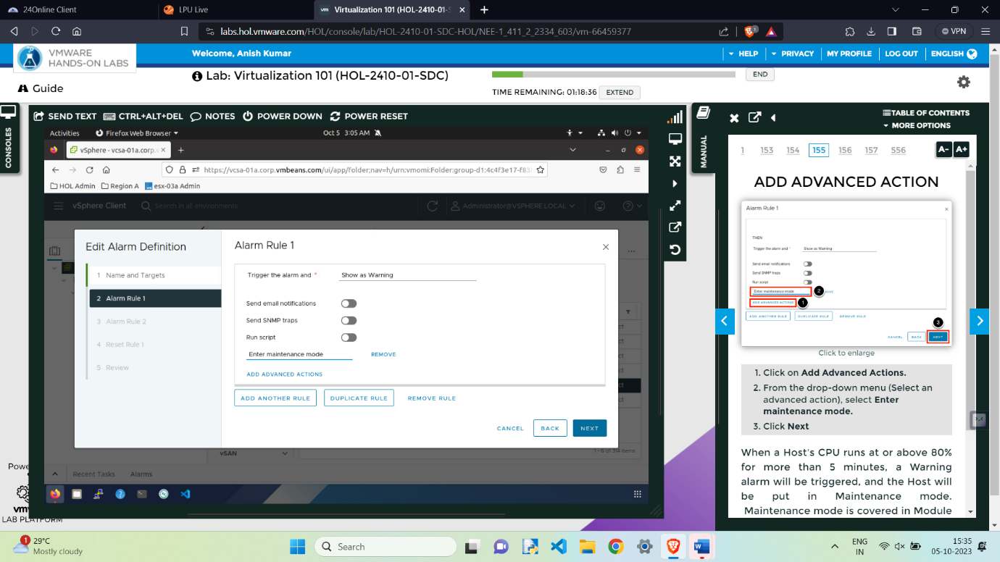 24Online Client
LPU Live
vm Virtualization 101 (HOL-2410-01-S
labs.hol.vmware.com/HOL/console/lab/HOL-2410-01-SDC-HOL/NEE-1_411_2_2334_603/vm-66459377
1
VPN
VMWARE
HANDS-ON LABS
Welcome, Anish Kumar
HELP
PRIVACY
MY PROFILE
LOG OUT
ENGLISH
Lab: Virtualization 101 (HOL-2410-01-SDC)
END
Guide
TIME REMAINING: 01:18:36
EXTEND
CONSOLES
SEND TEXT
CTRL+ALT+DEL
NOTES
POWER DOWN
POWER RESET
Activities
Firefox Web Browser
Oct 5 3:05 AM
vSphere - vcsa-01a.corp.v
https://vcsa-01a.corp.vmbeans.com/ui/app/folder;nav=h/urn:vmomi:Folder:group-d1:4c4f3e17-f83
HOL Admin
Region A
esx-03a Admin
vSphere Client
Search in all environments
Administrator@VSPHERE.LOCAL
Edit Alarm Definition
1 Name and Targets
2 Alarm Rule 1
3 Alarm Rule 2
4 Reset Rule 1
5 Review
Alarm Rule 1
Trigger the alarm and *
Show as Warning
Send email notifications
Send SNMP traps
Run script
Enter maintenance mode
REMOVE
ADD ADVANCED ACTIONS
ADD ANOTHER RULE
DUPLICATE RULE
REMOVE RULE
CANCEL
BACK
NEXT
ct
ct
ct
ct
ct
ct
vSAN
1 - 6 of 314 items
Recent Tasks
Alarms
Powe
vm
LAB PLATFORM
MANUAL
TABLE OF CONTENTS
MORE OPTIONS
1 153 154 155 156 157 556
A- A+
ADD ADVANCED ACTION
Alarm Rule 1
THEN
Trigger the alarm and *
Show as Warning
Send email notifications
Send SNMP traps
Run script
Enter maintenance mode
2
OVE
ADD ADVANCED ACTIONS
1
ADD ANOTHER RULE
DUPLICATE RULE
REMOVE RULE
3
CANCEL
BACK
NEXT
Click to enlarge
1. Click on Add Advanced Actions.
2. From the drop-down menu (Select an
advanced action), select Enter
maintenance mode.
3. Click Next
When a Host's CPU runs at or above 80%
for more than 5 minutes, a Warning
alarm will be triggered, and the Host will
be put in Maintenance mode.
Maintenance mode is covered in Module
1
29°C
Mostly cloudy
Search
ENG
IN
15:35
05-10-2023